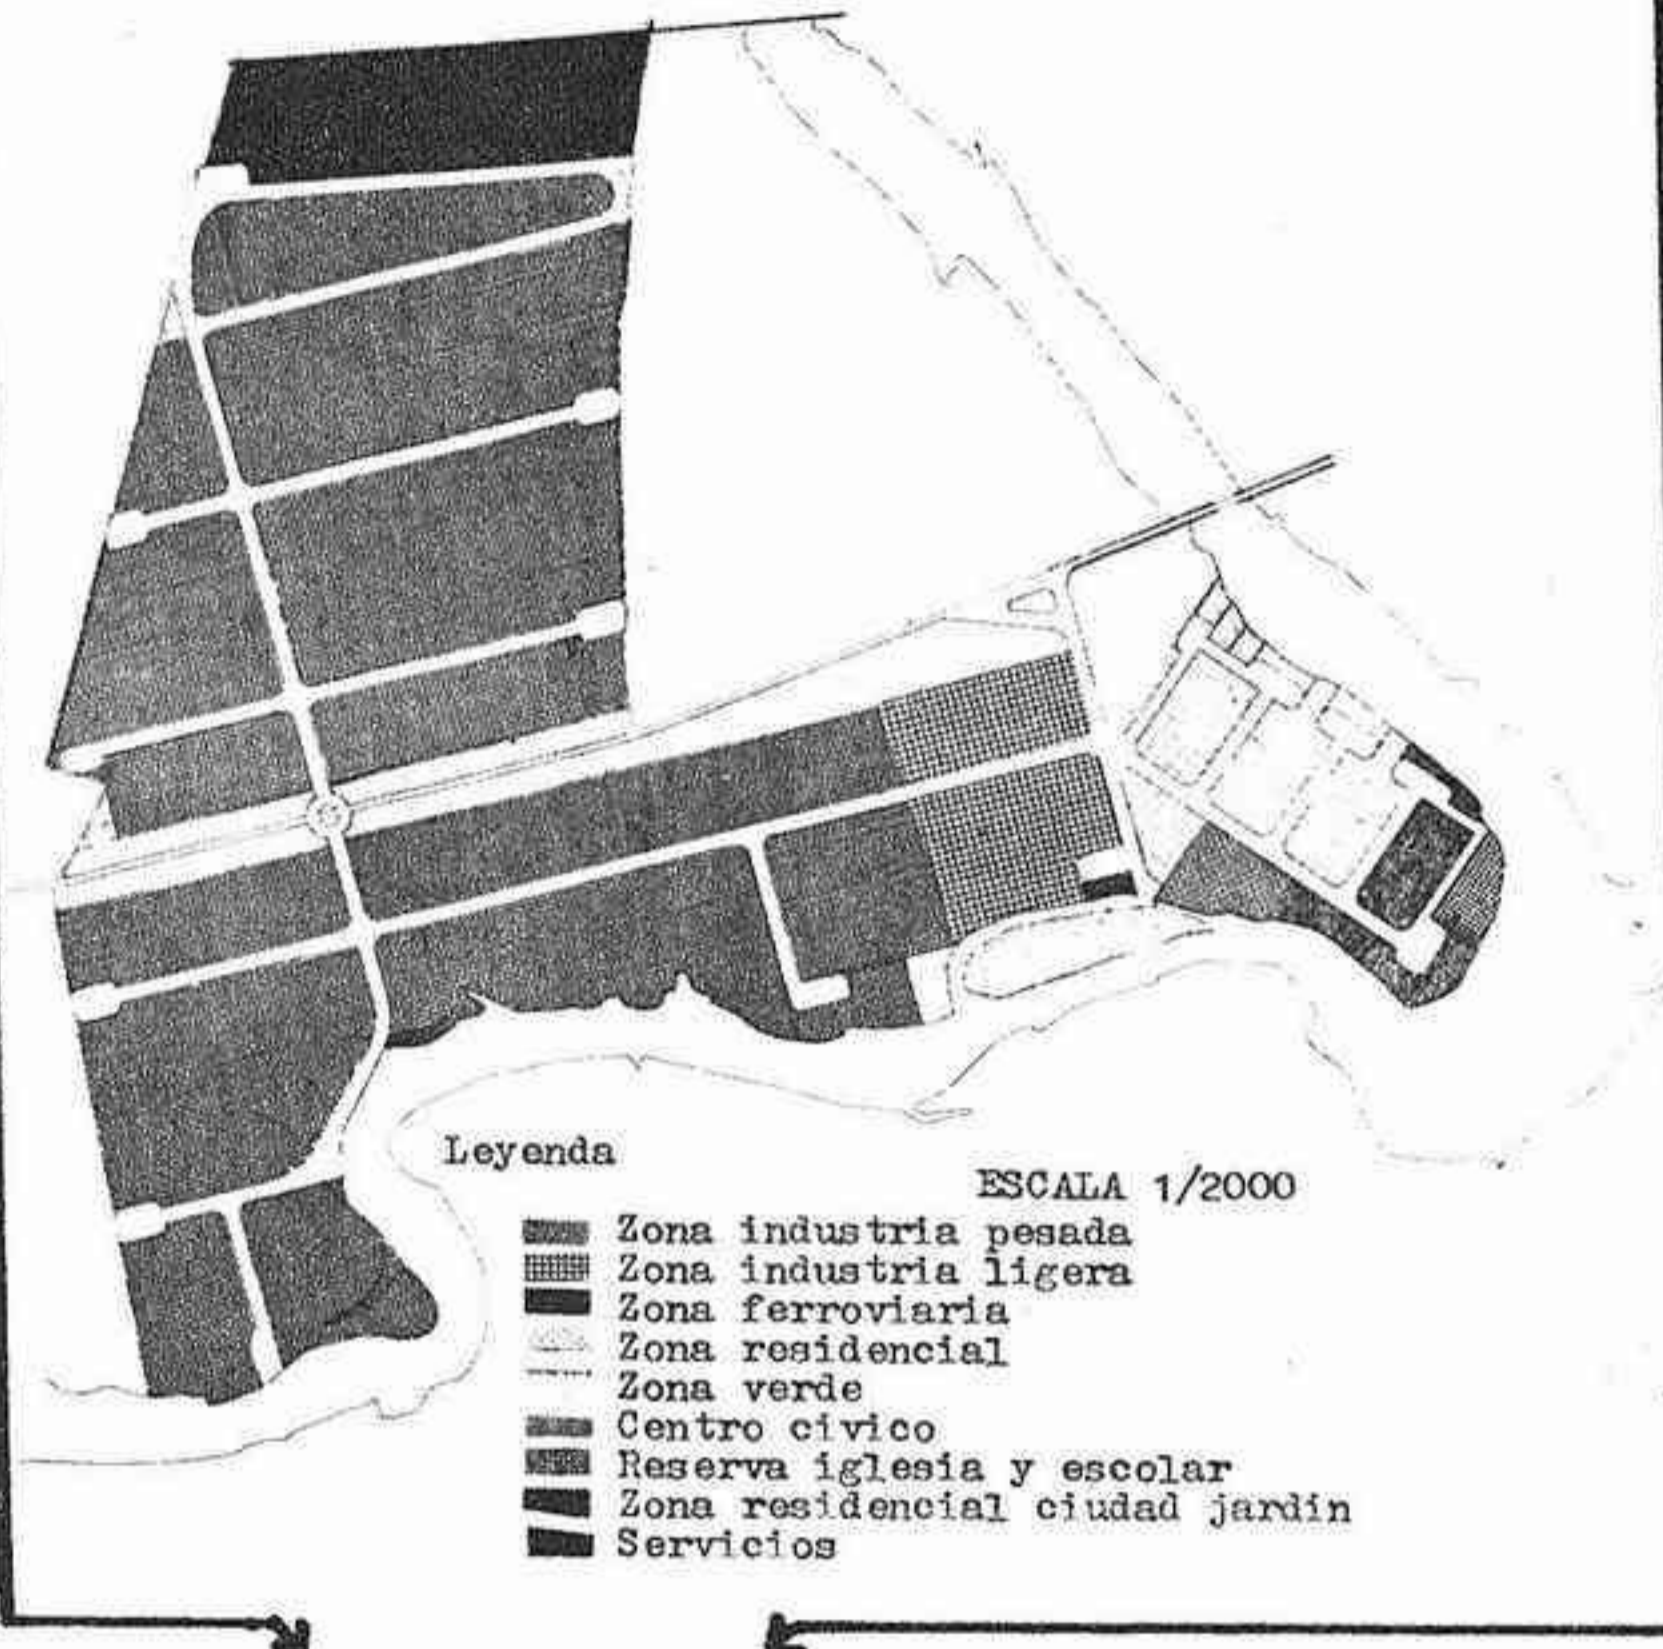 Leyenda
ESCALA 1/2000
Zona industria pesada
Zona industria ligera
Zona ferroviaria
Zona residencial
Zona verde
Centro civico
Reserva iglesia y escolar
Zona residencial ciudad jardin
Servicios